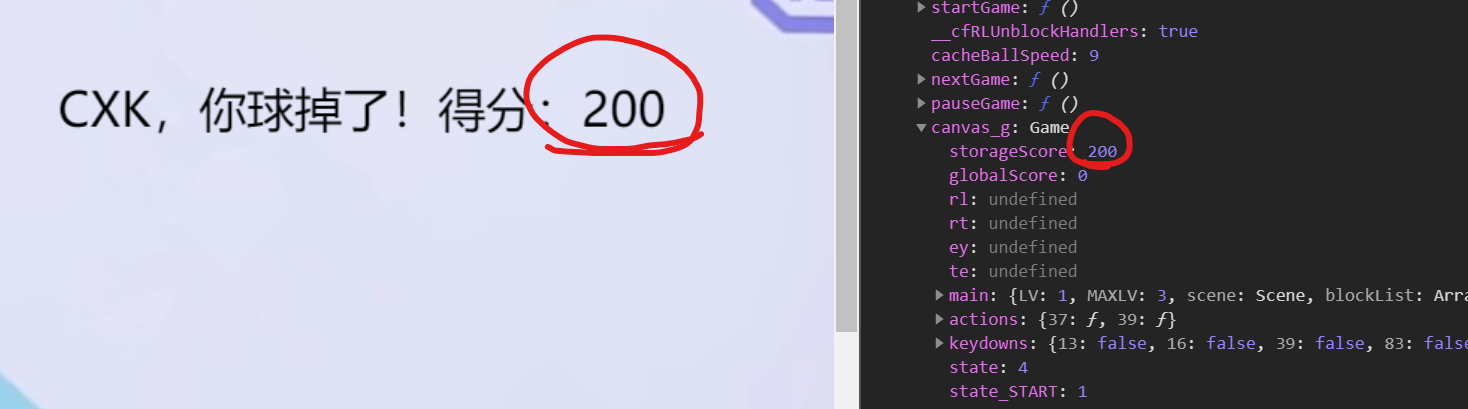 CXK，你球掉了！得分：200
startGame: ƒ ()
__cfRLUnblockHandlers: true
cacheBallSpeed: 9
nextGame: ƒ ()
pauseGame: ƒ ()
canvas_g: Game
storageScore: 200
globalScore: 0
rl: undefined
rt: undefined
ey: undefined
te: undefined
main: {LV: 1, MAXLV: 3, scene: Scene, blockList: Arra
actions: {37: ƒ, 39: ƒ}
keydowns: {13: false, 16: false, 39: false, 83: false
state: 4
state_START: 1